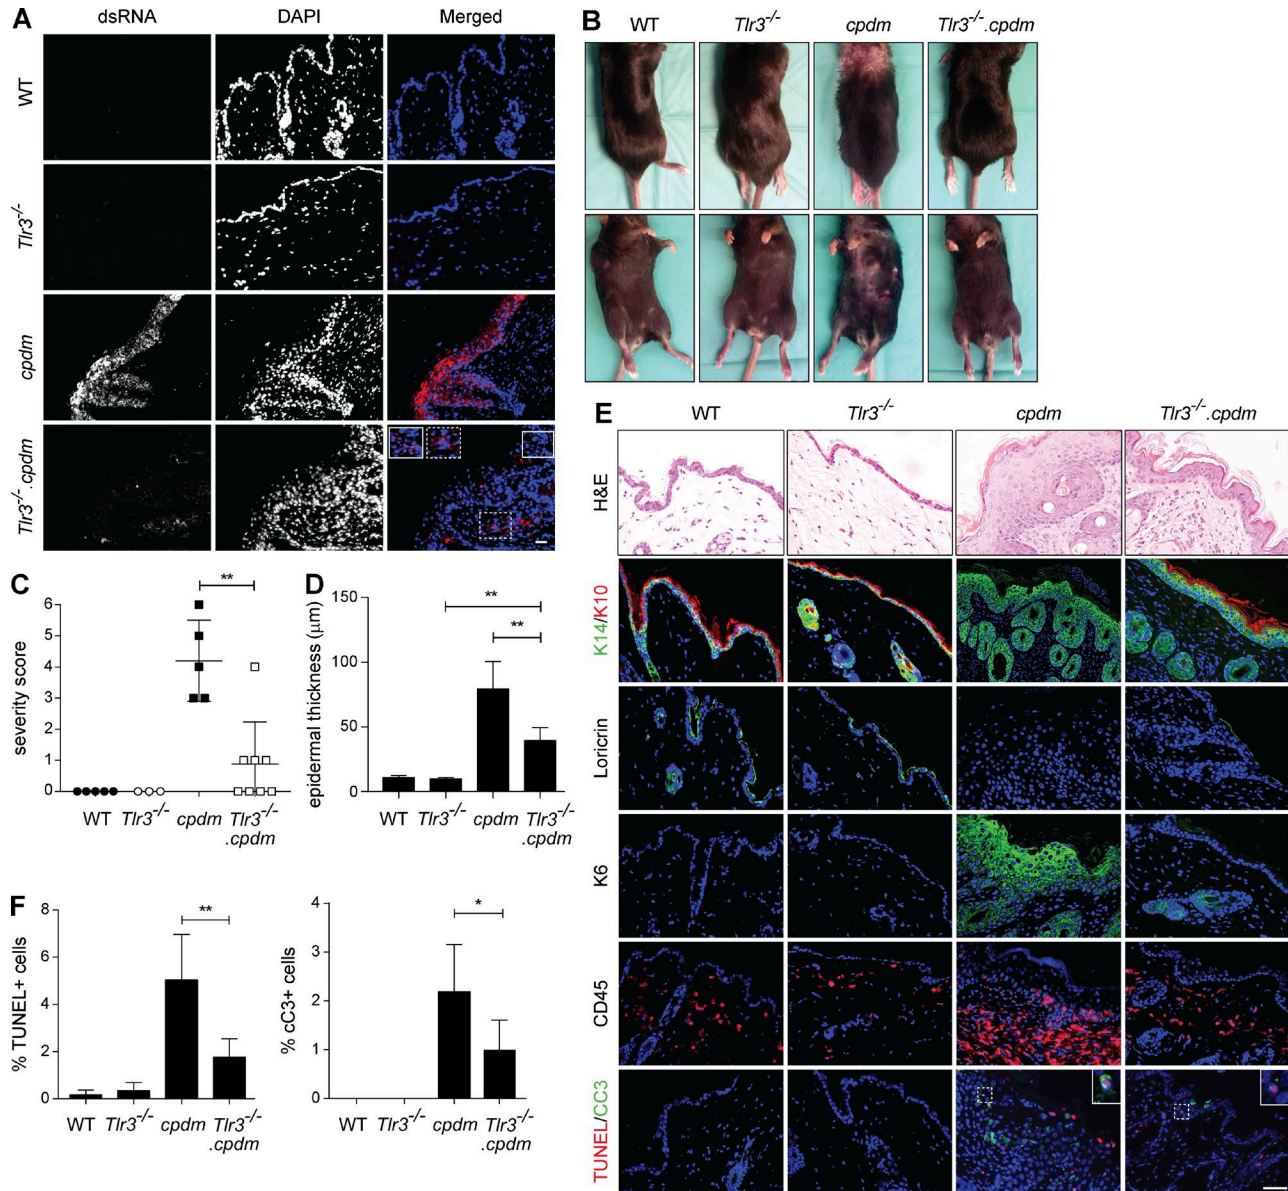 A
dsRNA
DAPI
Merged
WT
Tlr3-/-
cpdm
Tlr3-/-.cpdm
B
WT
Tlr3-/-
cpdm
Tlr3-/-.cpdm
C
severity score
6
5
4
3
2
1
0
**
WT
Tlr3-/-
cpdm
Tlr3-/-
.cpdm
D
epidermal thickness (μm)
150
100
50
0
**
**
WT
Tlr3-/-
cpdm
Tlr3-/-
.cpdm
E
WT
Tlr3-/-
cpdm
Tlr3-/-.cpdm
H&E
K14/K10
Loricrin
K6
CD45
TUNEL/CC3
F
% TUNEL+ cells
8
6
4
2
0
**
WT
Tlr3-/-
cpdm
Tlr3-/-
.cpdm
% cC3+ cells
4
3
2
1
0
*
WT
Tlr3-/-
cpdm
Tlr3-/-
.cpdm